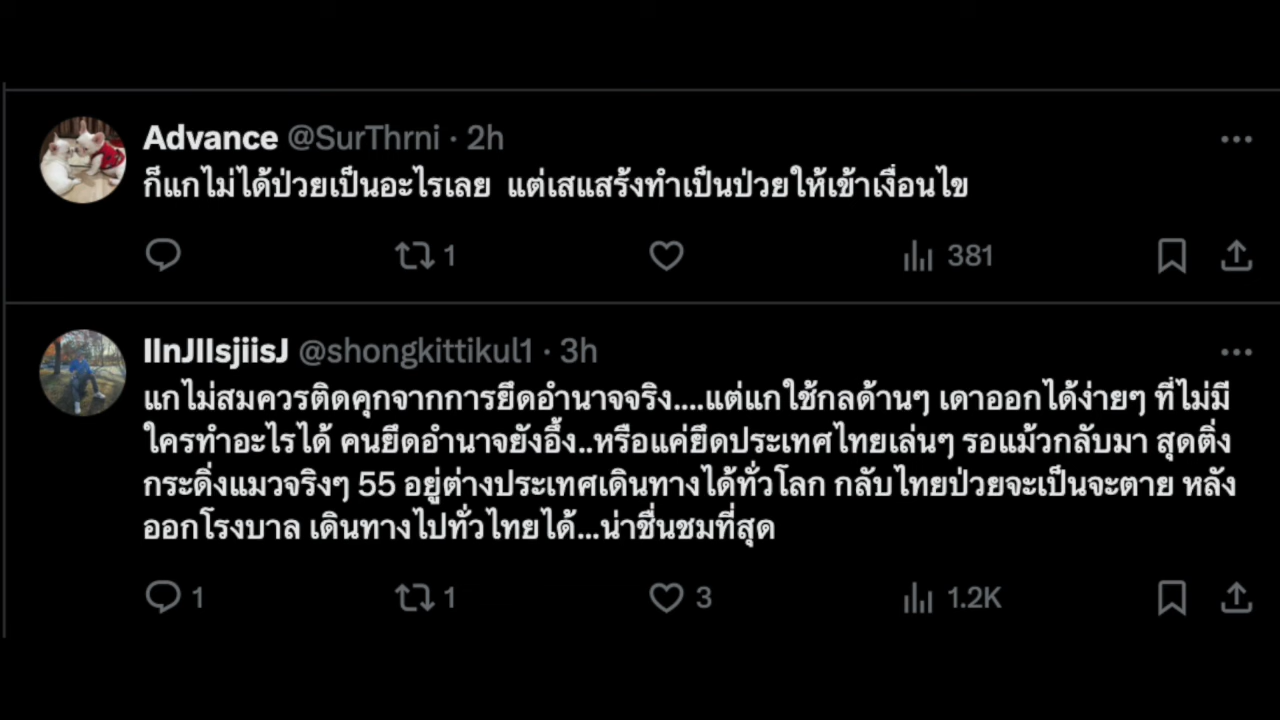 Advance @SurThrni · 2h
ก็แกไม่ได้ป่วยเป็นอะไรเลย แต่เสแสร้งทำเป็นป่วยให้เข้าเงื่อนไข
1 381
IInJIIsjiisJ @shongkittikul1 · 3h
แกไม่สมควรติดคุกจากการยึดอำนาจจริง....แต่แกใช้กลด้านๆ เดาออกได้ง่ายๆ ที่ไม่มี
ใครทำอะไรได้ คนยึดอำนาจยังอึ้ง..หรือแค่ยึดประเทศไทยเล่นๆ รอแม้วกลับมา สุดติ่ง
กระดิ่งแมวจริงๆ 55 อยู่ต่างประเทศเดินทางได้ทั่วโลก กลับไทยป่วยจะเป็นจะตาย หลัง
ออกโรงบาล เดินทางไปทั่วไทยได้...น่าชื่นชมที่สุด
1 1 3 1.2K